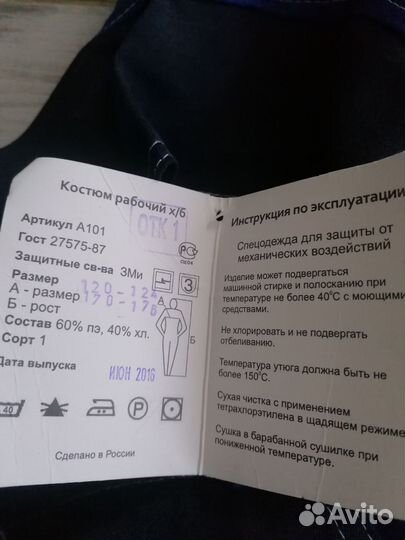 Костюм рабочий х/б
ОТК 1
Артикул А101
Гост 27575-87
Защитные св-ва ЗМи
З
Размер
А - размер 120-124
Б - рост 170-176
А
Б
Состав 60% пэ, 40% хл.
Сорт 1
Дата выпуска
ИЮН 2016
40
P
Сделано в России
Инструкция по эксплуатации
Спецодежда для защиты от
механических воздействий
Изделие может подвергаться
машинной стирке и полосканию при
температуре не более 40°С с моющими
средствами.
Не хлорировать и не подвергать
отбеливанию.
Температура утюга должна быть не
более 150°С.
Сухая чистка с применением
тетрахлорэтилена в щадящем режиме
Сушка в барабанной сушилке при
пониженной температуре.
Avito